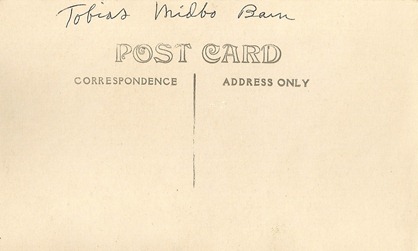 Tobias Midbo Barn
POST CARD
CORRESPONDENCE
ADDRESS ONLY